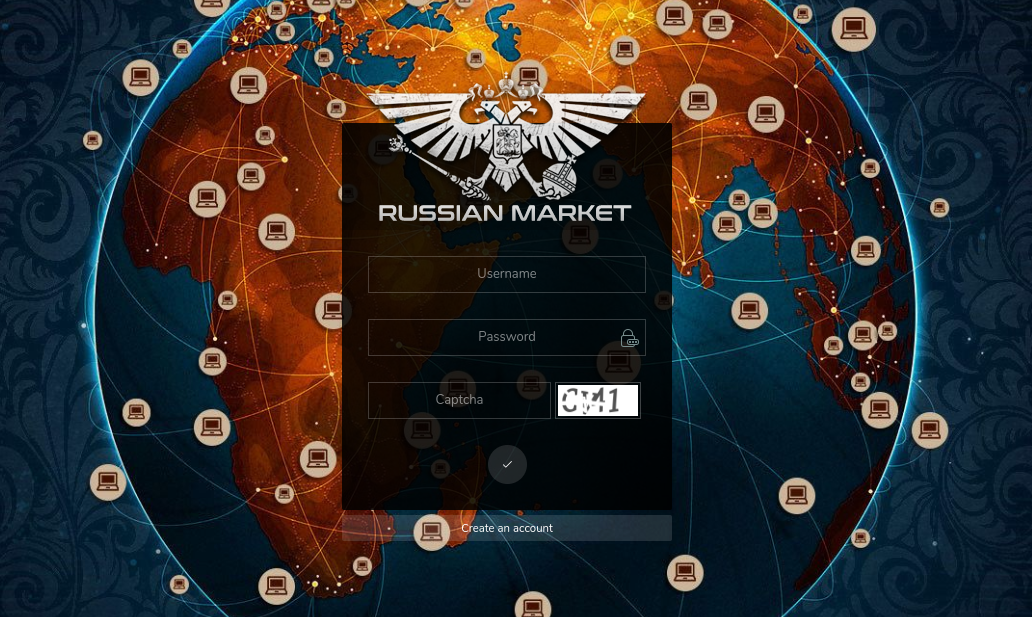 RUSSIAN MARKET
Username
Password
Captcha
Create an account